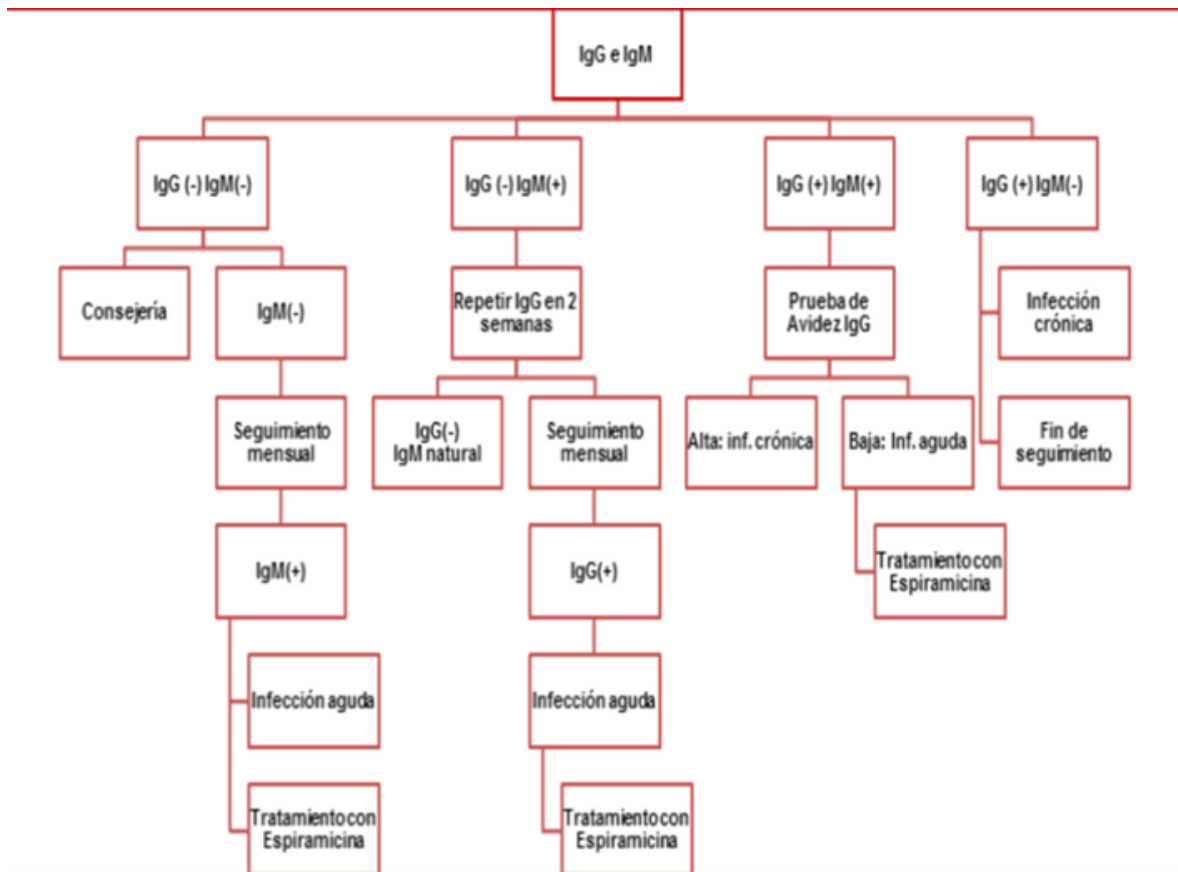 IgG e IgM
IgG (-) IgM(-)
IgG (-) IgM(+)
IgG (+) IgM(+)
IgG (+) IgM(-)
Consejería
IgM(-)
Repetir IgG en 2
semanas
Prueba de
Avidez IgG
Infección
crónica
Seguimiento
mensual
IgG(-)
IgM natural
Seguimiento
mensual
Alta: inf. crónica
Baja: Inf. aguda
Fin de
seguimiento
IgM(+)
IgG(+)
Tratamiento con
Espiramicina
Infección aguda
Infección aguda
Tratamiento con
Espiramicina
Tratamiento con
Espiramicina